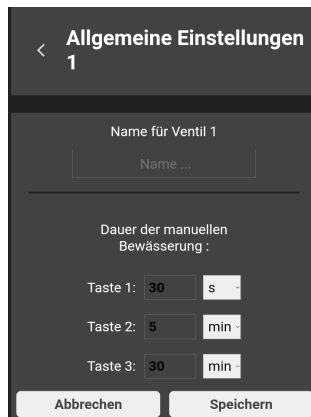 Allgemeine Einstellungen
1
Name für Ventil 1
Name ...
Dauer der manuellen
Bewässerung :
Taste 1: 30 s
Taste 2: 5 min
Taste 3: 30 min
Abbrechen Speichern